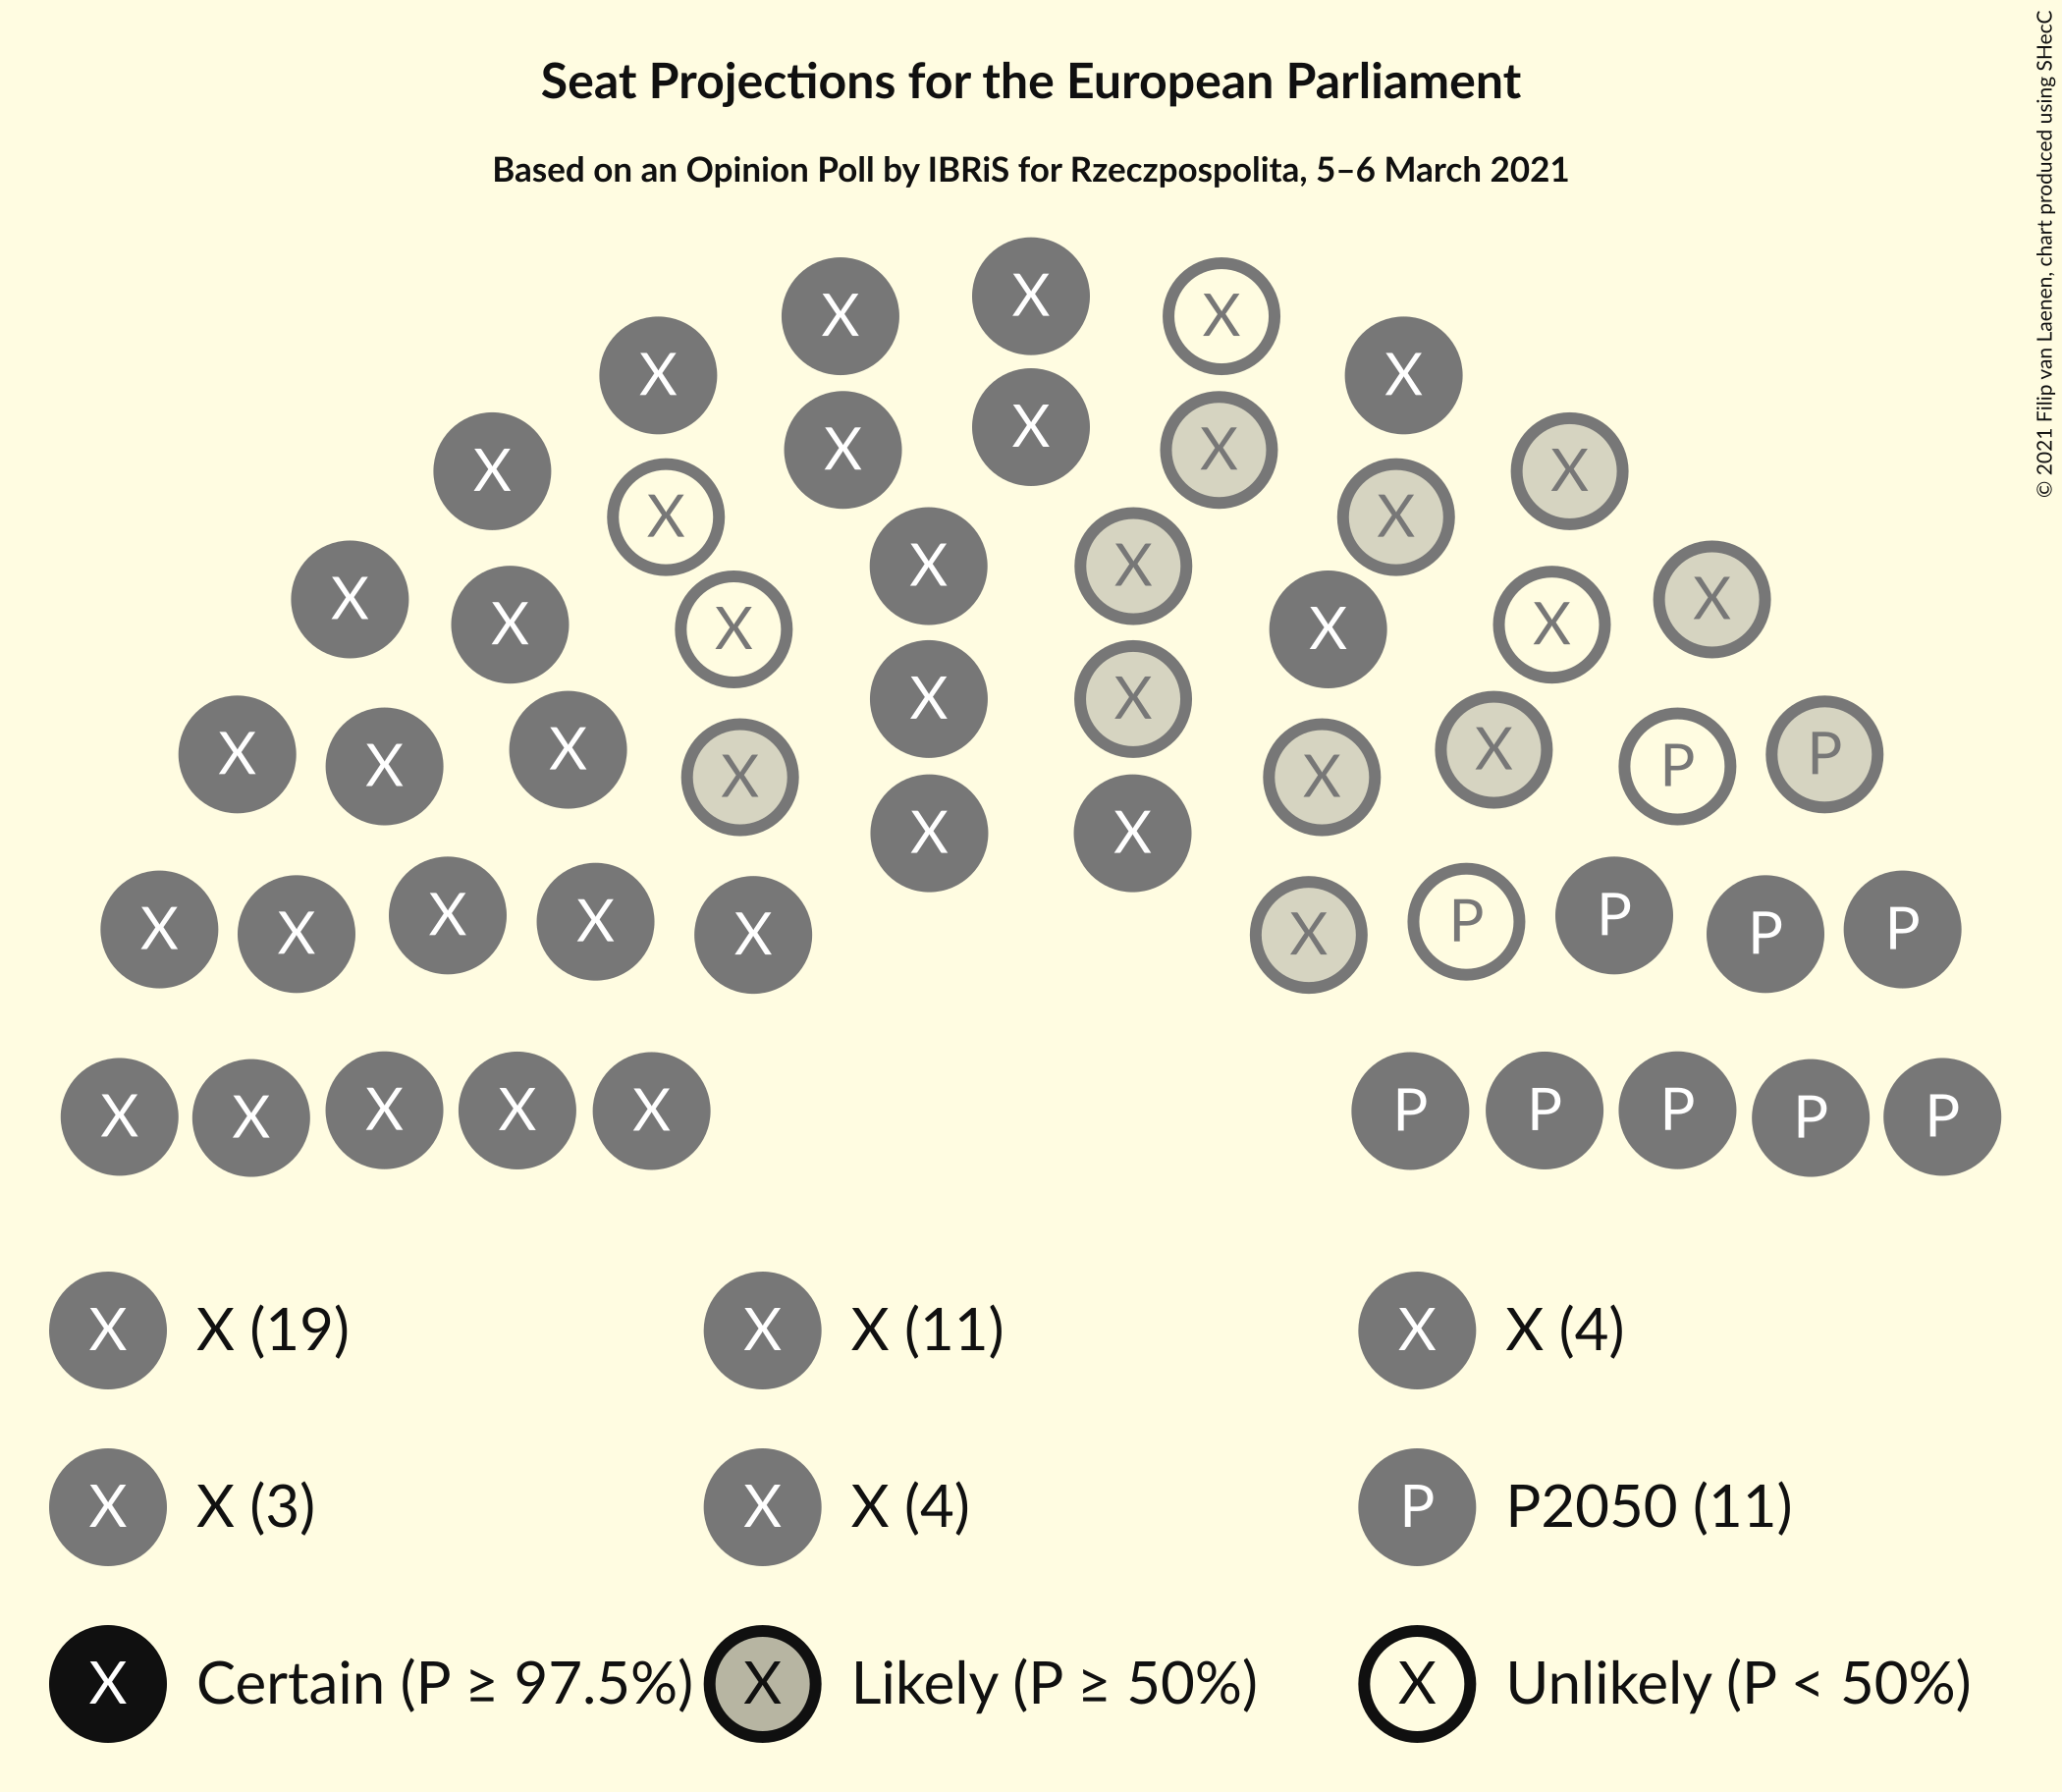 Seat Projections for the European Parliament
Based on an Opinion Poll by IBRiS for Rzeczpospolita, 5–6 March 2021
© 2021 Filip van Laenen, chart produced using SHecC
X X X X X
X X X X
X X X X X X
X X X X X X
X X X X X X
X X X X P P
X X
X X X X X X P P P P
X X X X X P P P P P
X X (19) X X (11) X X (4)
X X (3) X X (4) P P2050 (11)
X Certain (P ≥ 97.5%) X Likely (P ≥ 50%) X Unlikely (P < 50%)